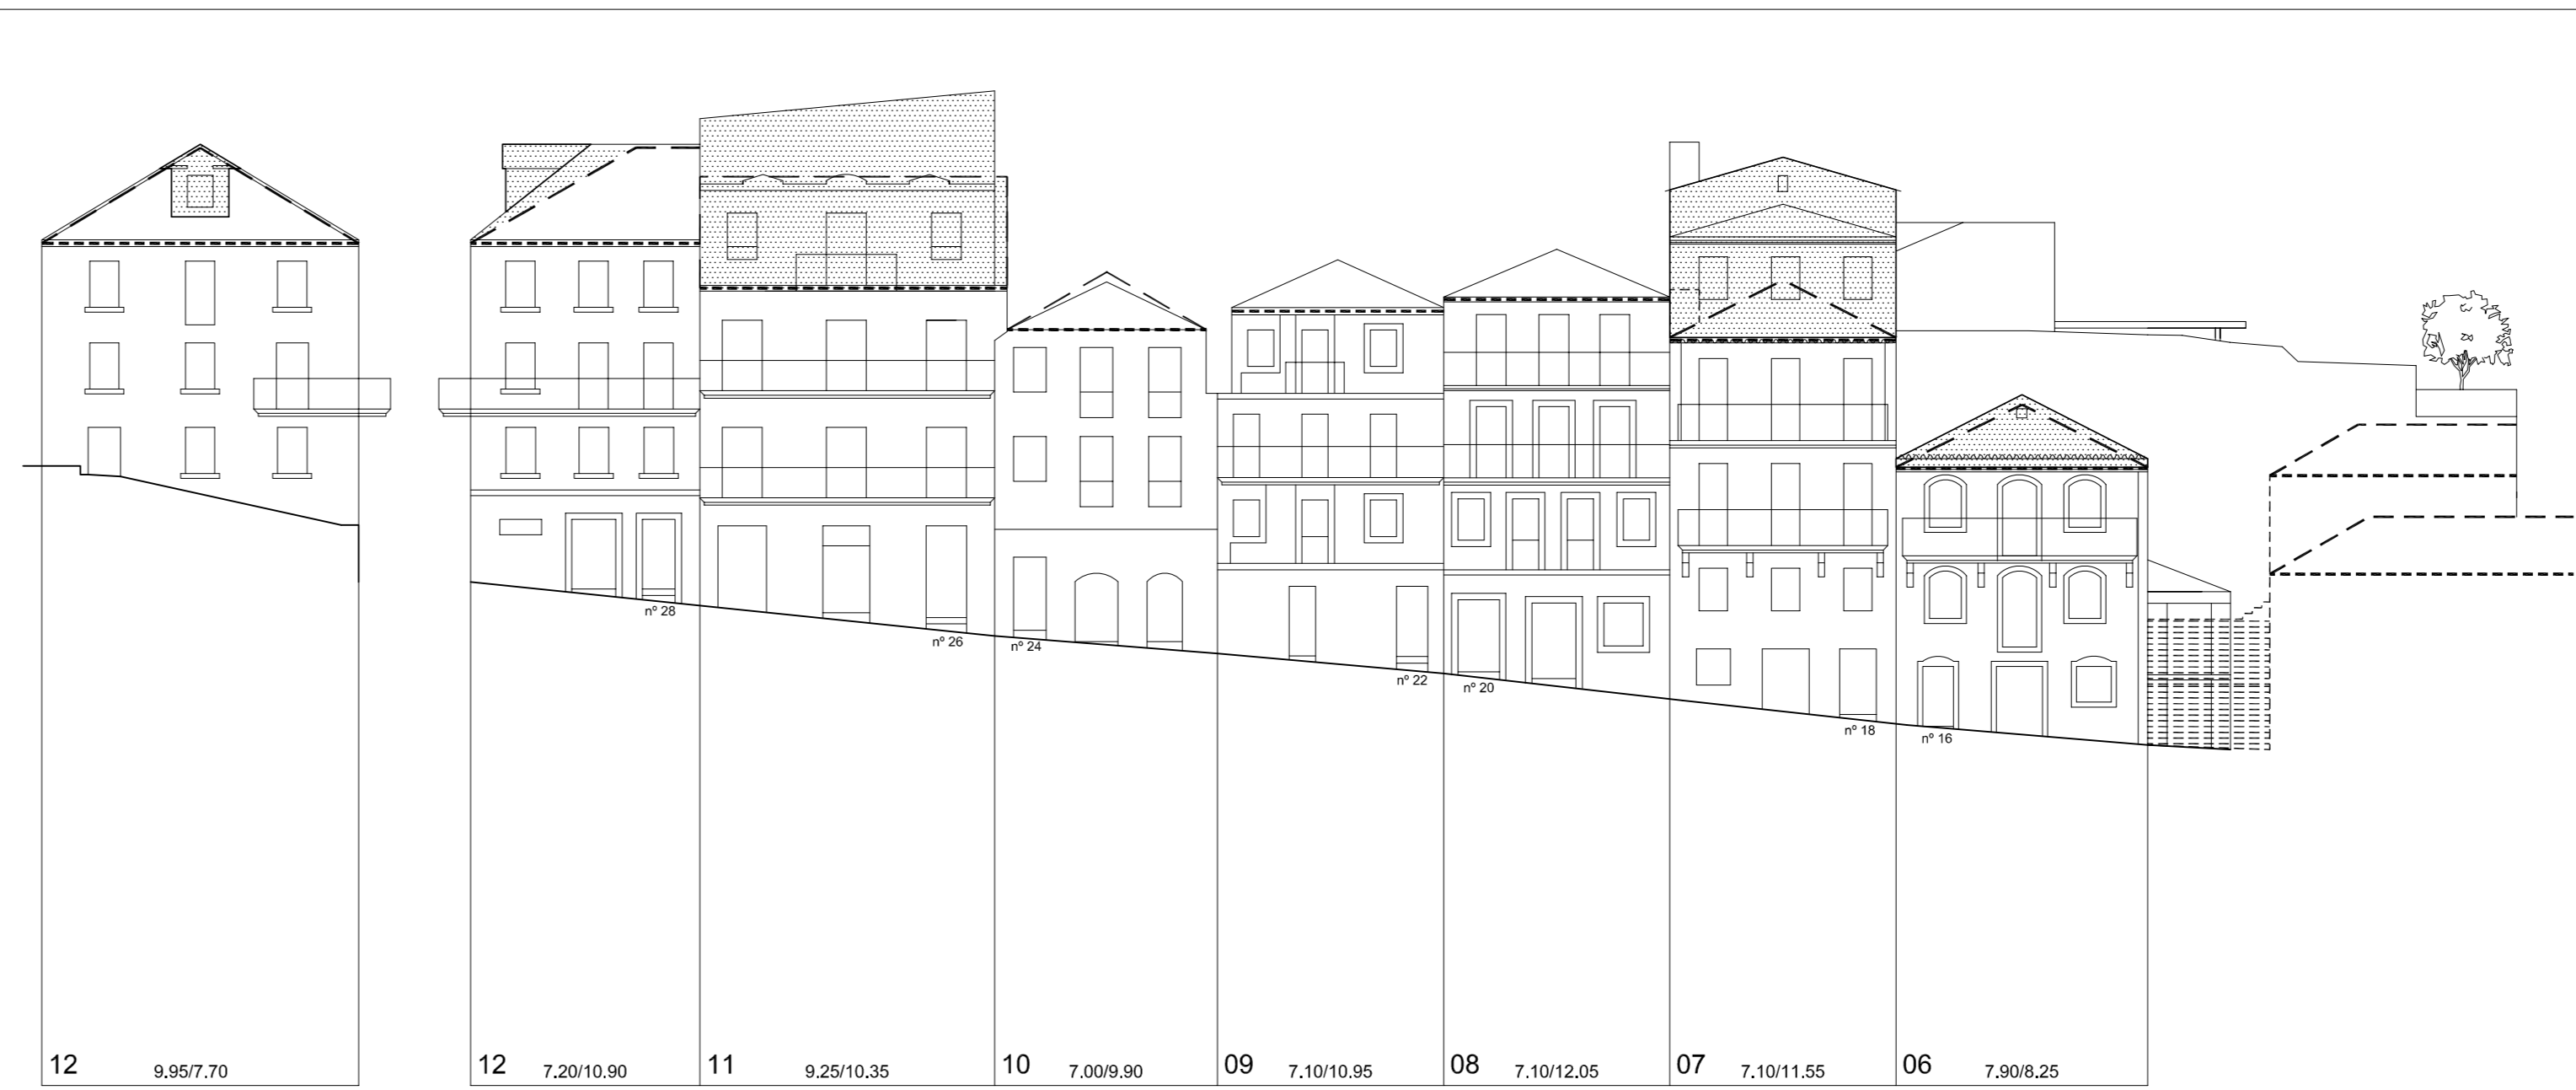 nº 28
nº 26
nº 24
nº 22
nº 20
nº 18
nº 16
12 9.95/7.70
12 7.20/10.90
11 9.25/10.35
10 7.00/9.90
09 7.10/10.95
08 7.10/12.05
07 7.10/11.55
06 7.90/8.25